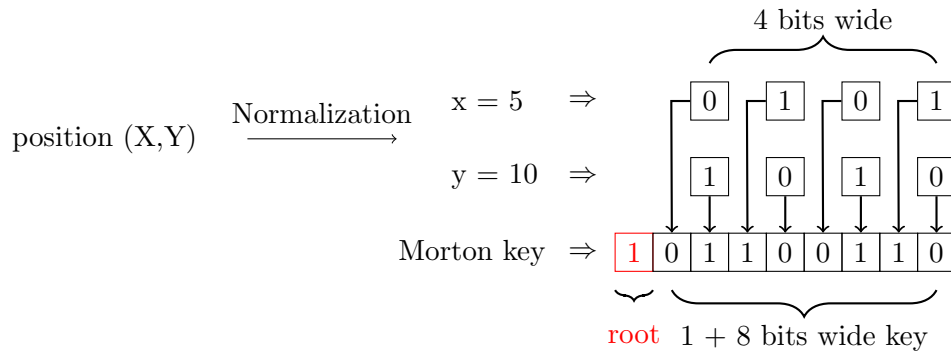 4 bits wide
x = 5 ⇒ 0 1 0 1
position (X,Y) Normalization
y = 10 ⇒ 1 0 1 0
Morton key ⇒ 1 0 1 1 0 0 1 1 0
root 1 + 8 bits wide key